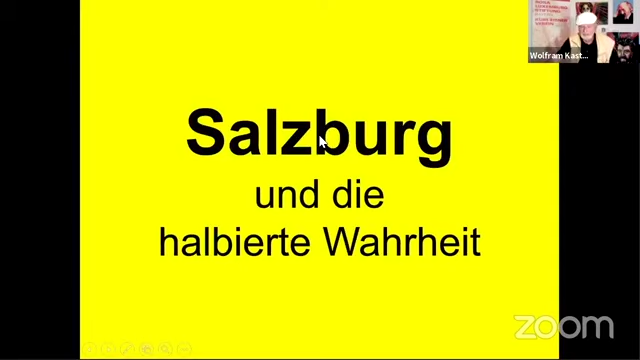 Salzburg
und die
halbierte Wahrheit
Wolfram Kast...
zoom